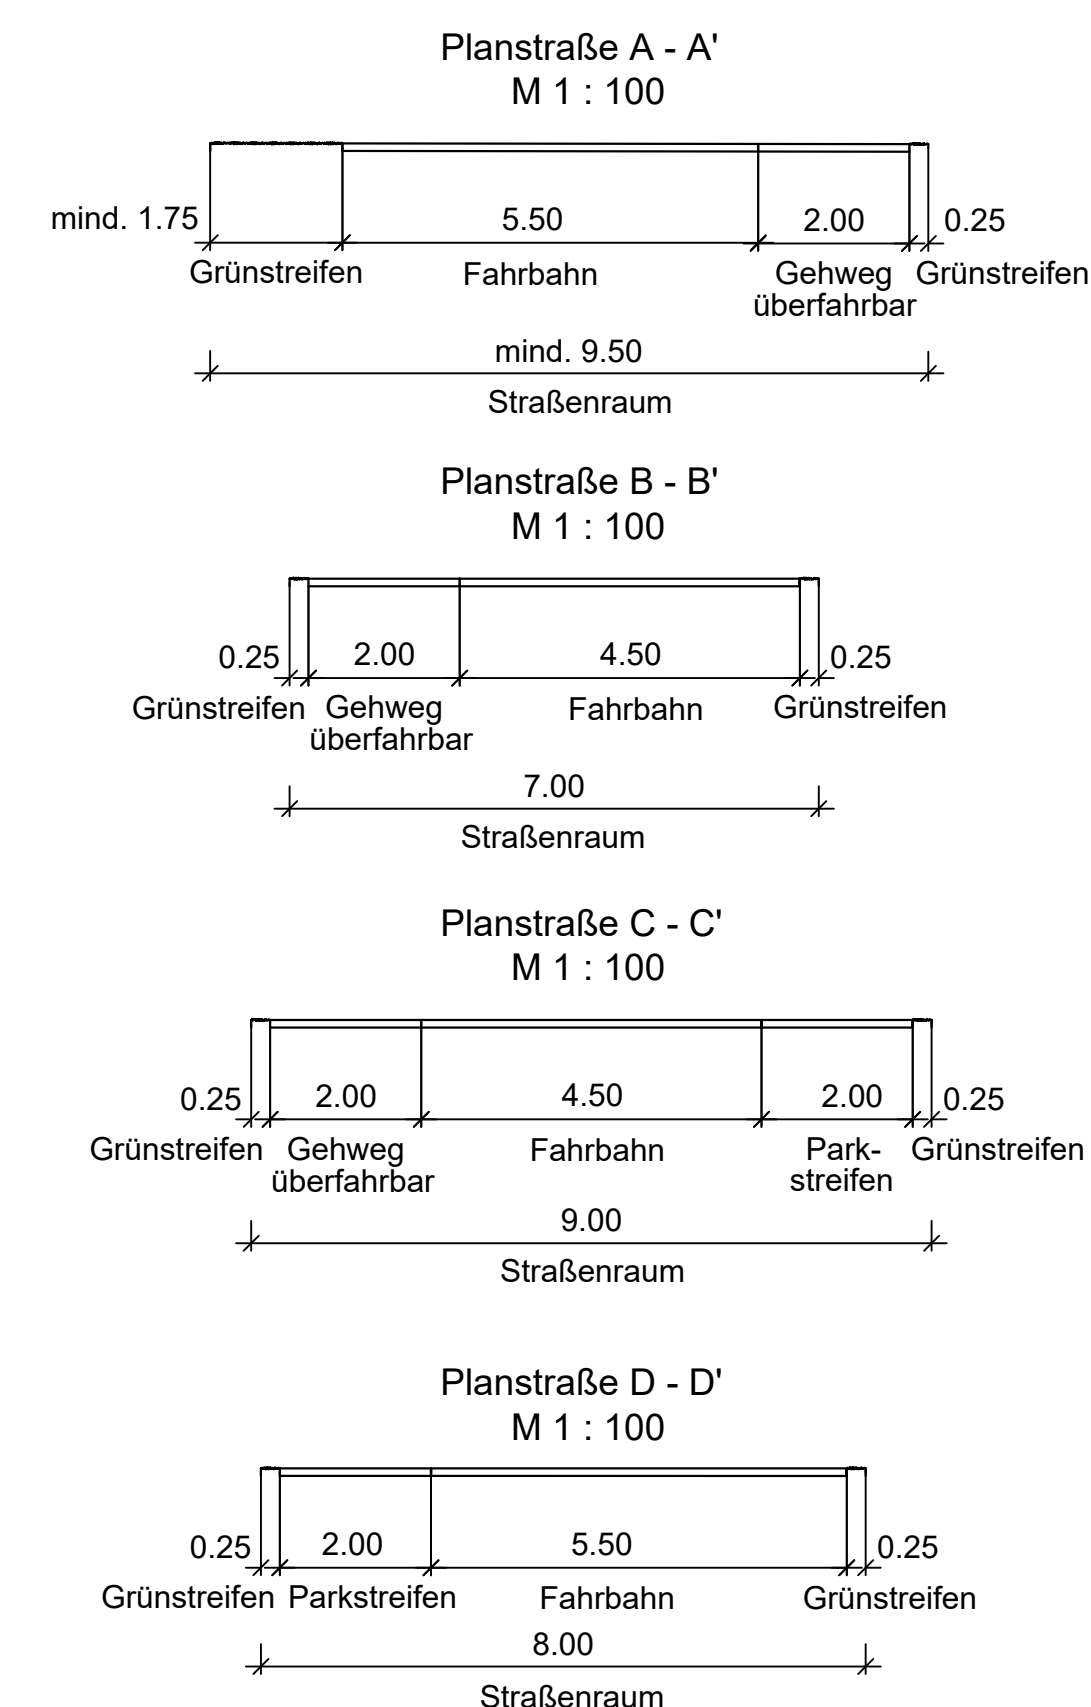 Planstraße A - A'
M 1 : 100
mind. 1.75 5.50 2.00 0.25
Grünstreifen Fahrbahn Gehweg Grünstreifen
überfahrbar
mind. 9.50
Straßenraum
Planstraße B - B'
M 1 : 100
0.25 2.00 4.50 0.25
Grünstreifen Gehweg Fahrbahn Grünstreifen
überfahrbar
7.00
Straßenraum
Planstraße C - C'
M 1 : 100
0.25 2.00 4.50 2.00 0.25
Grünstreifen Gehweg Fahrbahn Park- Grünstreifen
überfahrbar streifen
9.00
Straßenraum
Planstraße D - D'
M 1 : 100
0.25 2.00 5.50 0.25
Grünstreifen Parkstreifen Fahrbahn Grünstreifen
8.00
Straßenraum